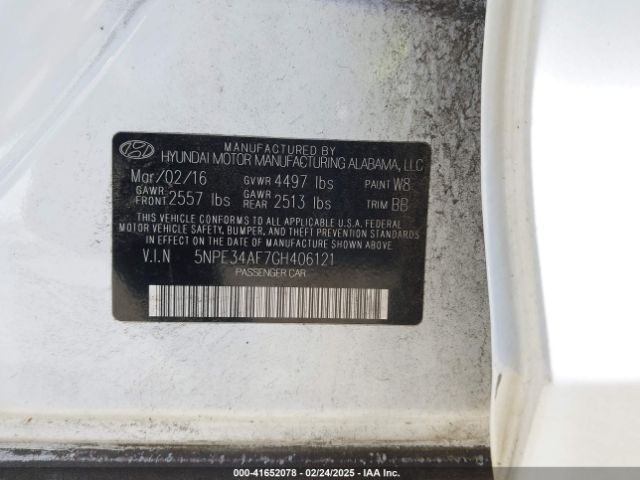 MANUFACTURED BY
HYUNDAI MOTOR MANUFACTURING ALABAMA, LLC
Mar/02/16 GVWR 4497 lbs PAINT W8
GAWR FRONT 2557 lbs GAWR REAR 2513 lbs TRIM BB
THIS VEHICLE CONFORMS TO ALL APPLICABLE U.S.A. FEDERAL
MOTOR VEHICLE SAFETY, BUMPER, AND THEFT PREVENTION
STANDARDS IN EFFECT ON THE DATE OF MANUFACTURE SHOWN ABOVE.
V.I.N 5NPE34AF7GH406121
PASSENGER CAR
000-41652078 - 02/24/2025 - IAA Inc.